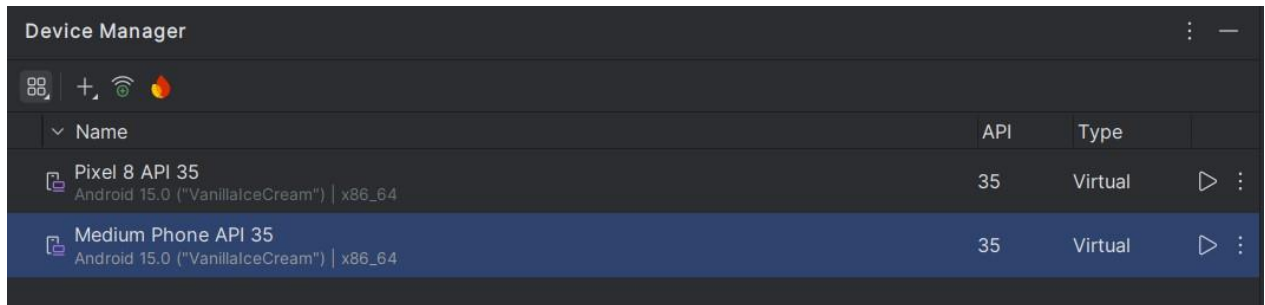 Device Manager
Name API Type
Pixel 8 API 35
Android 15.0 ("VanillaIceCream") | x86_64
35 Virtual
Medium Phone API 35
Android 15.0 ("VanillaIceCream") | x86_64
35 Virtual